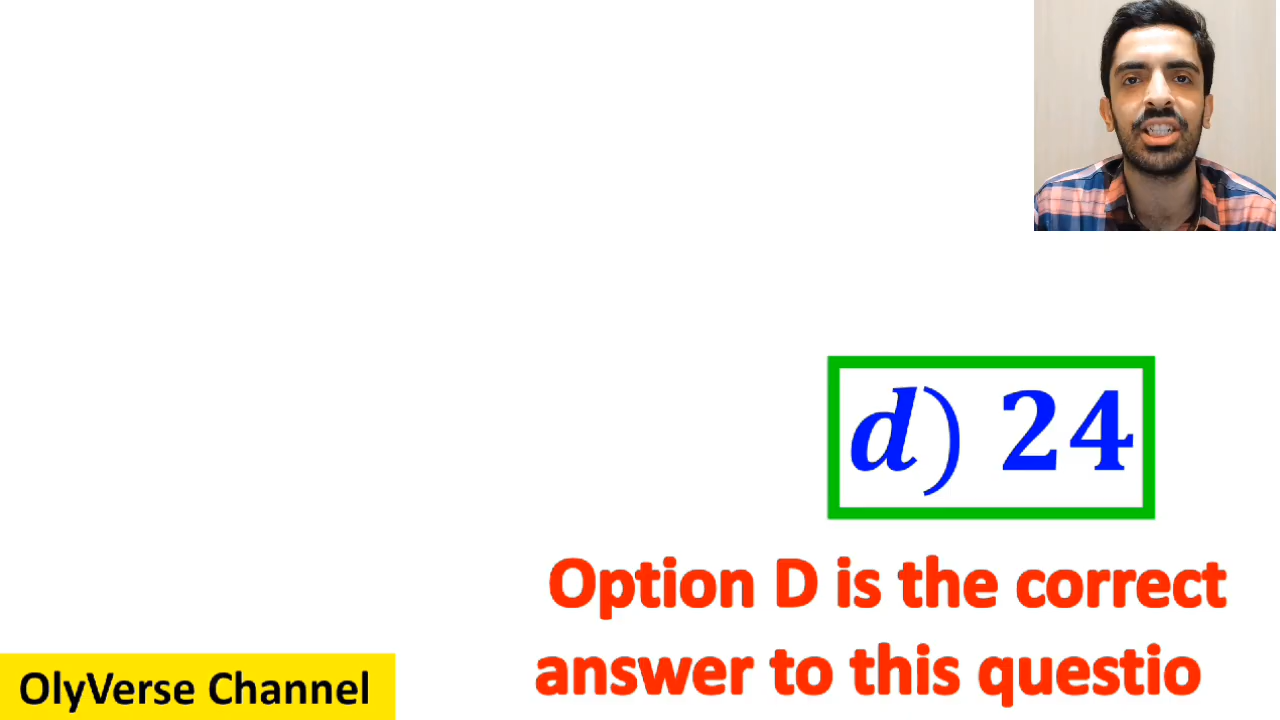 d) 24
Option D is the correct
answer to this questio
OlyVerse Channel